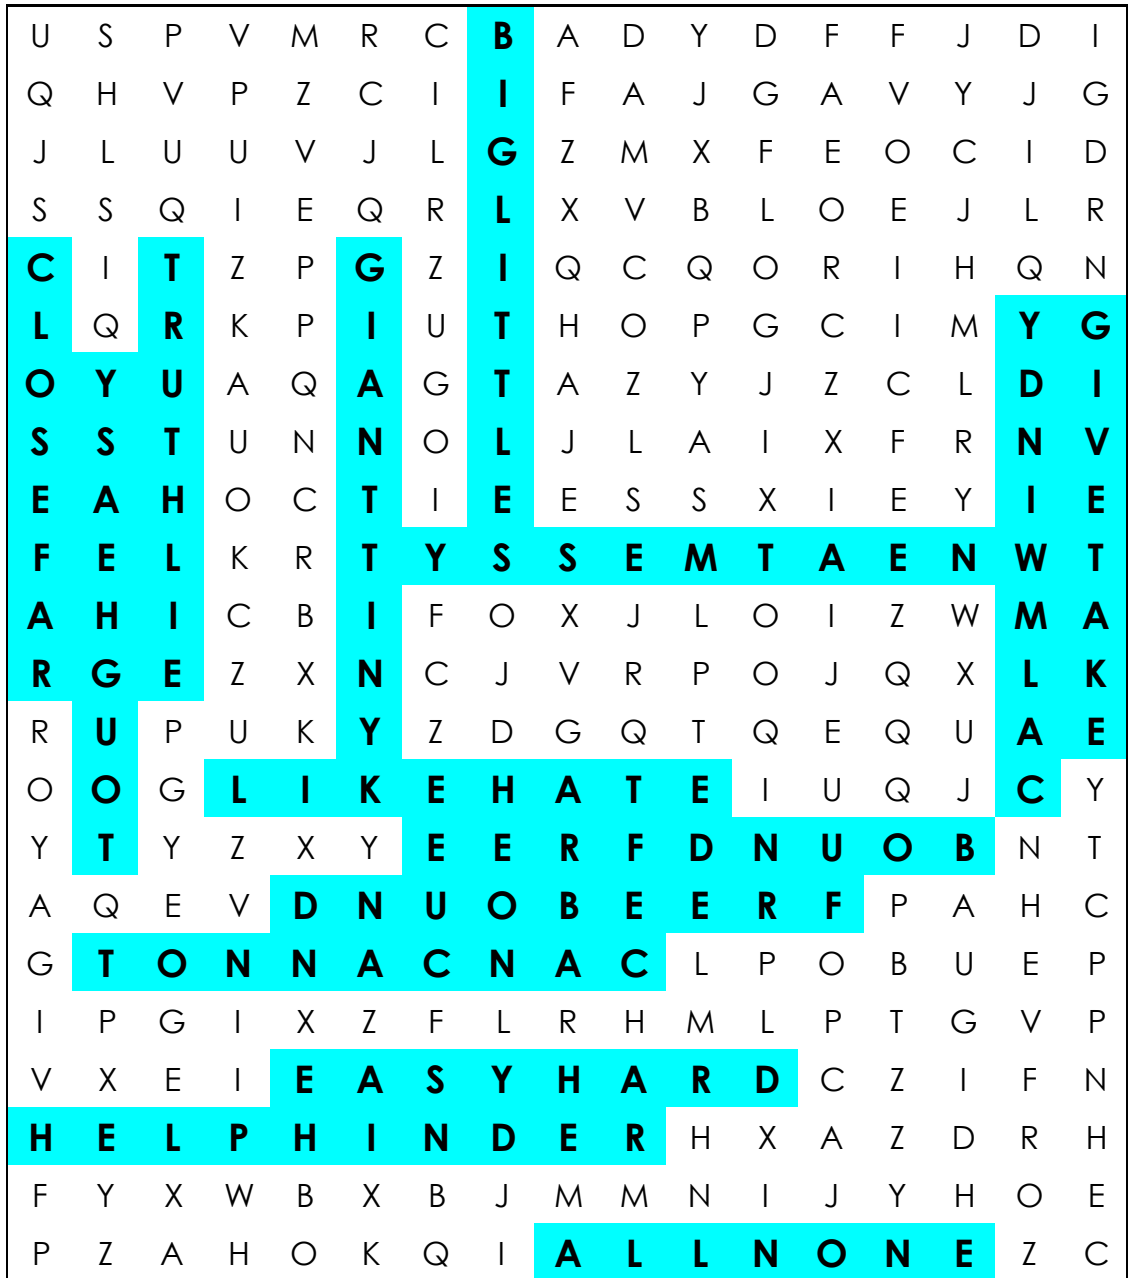 U S P V M R C B A D Y D F F J D I
Q H V P Z C I I F A J G A V Y J G
J L U U V J L G Z M X F E O C I D
S S Q I E Q R L X V B L O E J L R
C I T Z P G Z I Q C Q O R I H Q N
L Q R K P I U T H O P G C I M Y G
O Y U A Q A G T A Z Y J Z C L D I
S S T U N N O L J L A I X F R N V
E A H O C T I E E S S X I E Y I E
F E L K R T Y S S E M T A E N W T
A H I C B I F O X J L O I Z W M A
R G E Z X N C J V R P O J Q X L K
R U P U K Y Z D G Q T Q E Q U A E
O O G L I K E H A T E I U Q J C Y
Y T Y Z X Y E E R F D N U O B N T
A Q E V D N U O B E E R F P A H C
G T O N N A C N A C L P O B U E P
I P G I X Z F L R H M L P T G V P
V X E I E A S Y H A R D C Z I F N
H E L P H I N D E R H X A Z D R H
F Y X W B X B J M M N I J Y H O E
P Z A H O K Q I A L L N O N E Z C